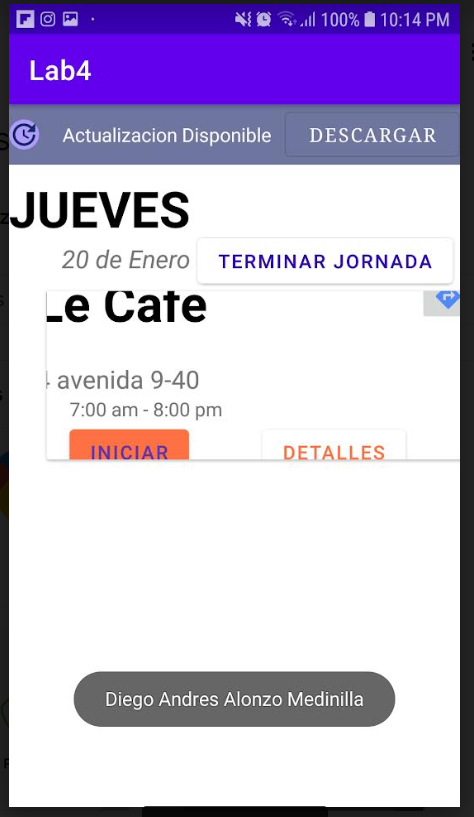 100% 10:14 PM
Lab4
Actualizacion Disponible DESCARGAR
JUEVES
20 de Enero TERMINAR JORNADA
Le Cafe
4 avenida 9-40
7:00 am - 8:00 pm
INICIAR DETALLES
Diego Andres Alonzo Medinilla